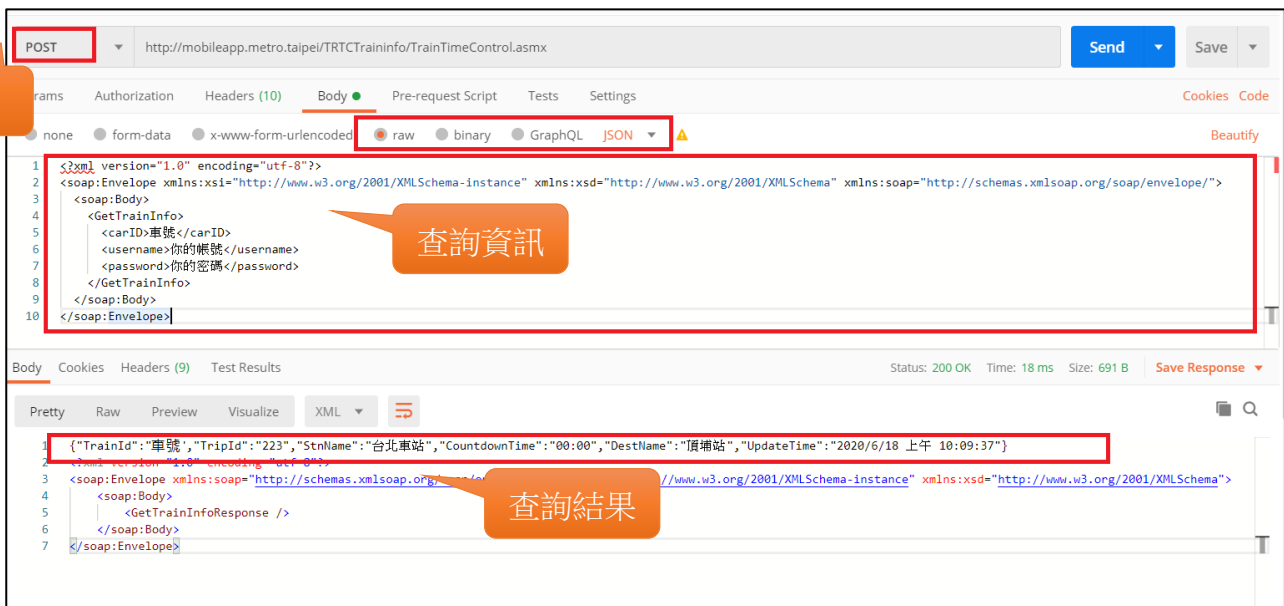 POST http://mobileapp.metro.taipei/TRTCTraininfo/TrainTimeControl.asmx Send Save
rams Authorization Headers (10) Body Pre-request Script Tests Settings Cookies Code
none form-data x-www-form-urlencoded raw binary GraphQL JSON Beautify
1 <?xml version="1.0" encoding="utf-8"?>
2 <soap:Envelope xmlns:xsi="http://www.w3.org/2001/XMLSchema-instance" xmlns:xsd="http://www.w3.org/2001/XMLSchema" xmlns:soap="http://schemas.xmlsoap.org/soap/envelope/">
3 <soap:Body>
4 <GetTrainInfo>
5 <carID>車號</carID>
6 <username>你的帳號</username>
7 <password>你的密碼</password>
8 </GetTrainInfo>
9 </soap:Body>
10 </soap:Envelope>
查詢資訊
Body Cookies Headers (9) Test Results Status: 200 OK Time: 18 ms Size: 691 B Save Response
Pretty Raw Preview Visualize XML
1 {"TrainId":"車號","TripId":"223","StnName":"台北車站","CountdownTime":"00:00","DestName":"頂埔站","UpdateTime":"2020/6/18 上午 10:09:37"}
2 <?xml version="1.0" encoding="utf-8"?>
3 <soap:Envelope xmlns:soap="http://schemas.xmlsoap.org/ //www.w3.org/2001/XMLSchema-instance" xmlns:xsd="http://www.w3.org/2001/XMLSchema">
4 <soap:Body>
5 <GetTrainInfoResponse />
6 </soap:Body>
7 </soap:Envelope>
查詢結果